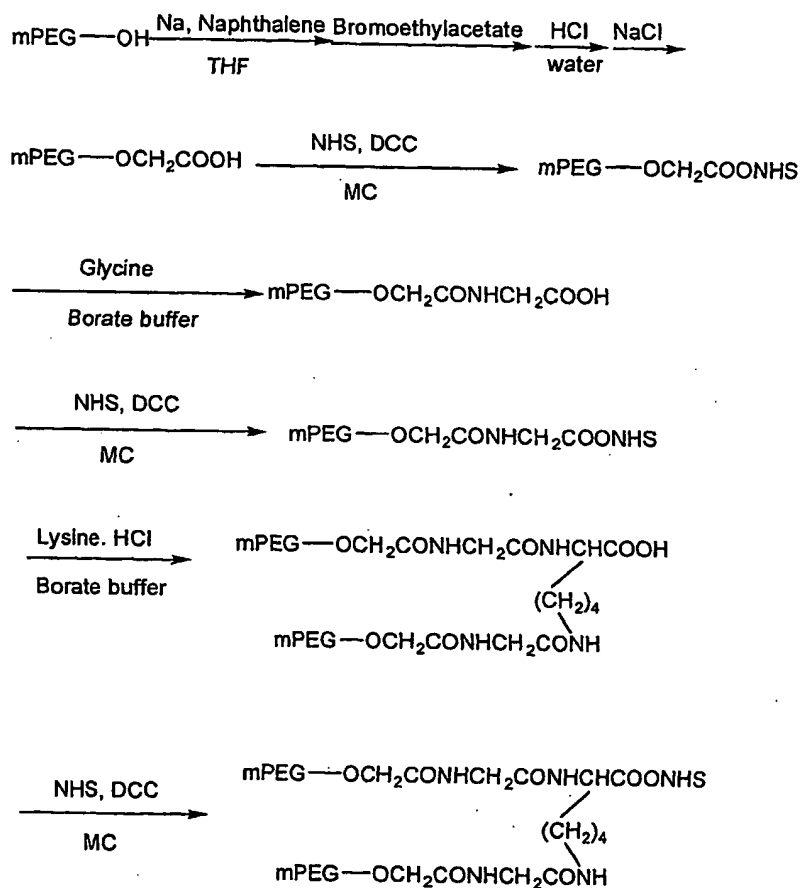 mPEG—OH Na, Naphthalene Bromoethylacetate HCl NaCl
THF water
mPEG—OCH2COOH NHS, DCC mPEG—OCH2COONHS
MC
Glycine
mPEG—OCH2CONHCH2COOH
Borate buffer
NHS, DCC
mPEG—OCH2CONHCH2COONHS
MC
Lysine. HCl
mPEG—OCH2CONHCH2CONHCHCOOH
Borate buffer
(CH2)4
mPEG—OCH2CONHCH2CONH
mPEG—OCH2CONHCH2CONHCHCOONHS
NHS, DCC
MC
(CH2)4
mPEG—OCH2CONHCH2CONH